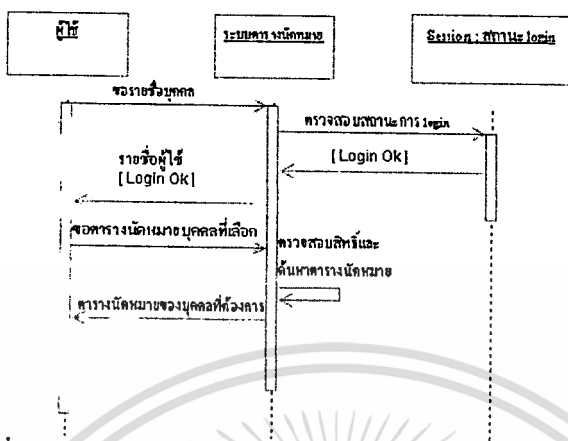 ผู้ใช้
ระบบตารางนัดหมาย
Session : สถานะ login
ขอรายชื่อบุคคล
ตรวจสอบสถานะการ login
[Login Ok]
รายชื่อผู้ใช้
[Login Ok]
ขอตารางนัดหมายบุคคลที่เลือก
ตรวจสอบสิทธิ์และ
ค้นหาตารางนัดหมาย
ตารางนัดหมายของบุคคลที่ต้องการ